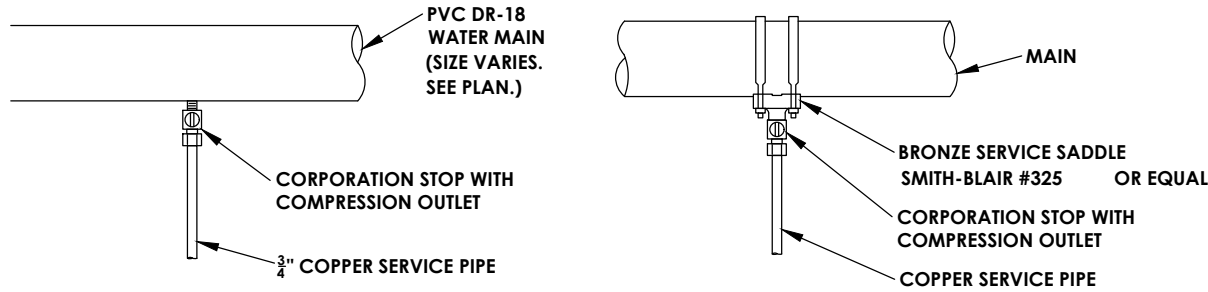 PVC DR-18
WATER MAIN
(SIZE VARIES.
SEE PLAN.)
CORPORATION STOP WITH
COMPRESSION OUTLET
3/4" COPPER SERVICE PIPE
MAIN
BRONZE SERVICE SADDLE
SMITH-BLAIR #325 OR EQUAL
CORPORATION STOP WITH
COMPRESSION OUTLET
COPPER SERVICE PIPE